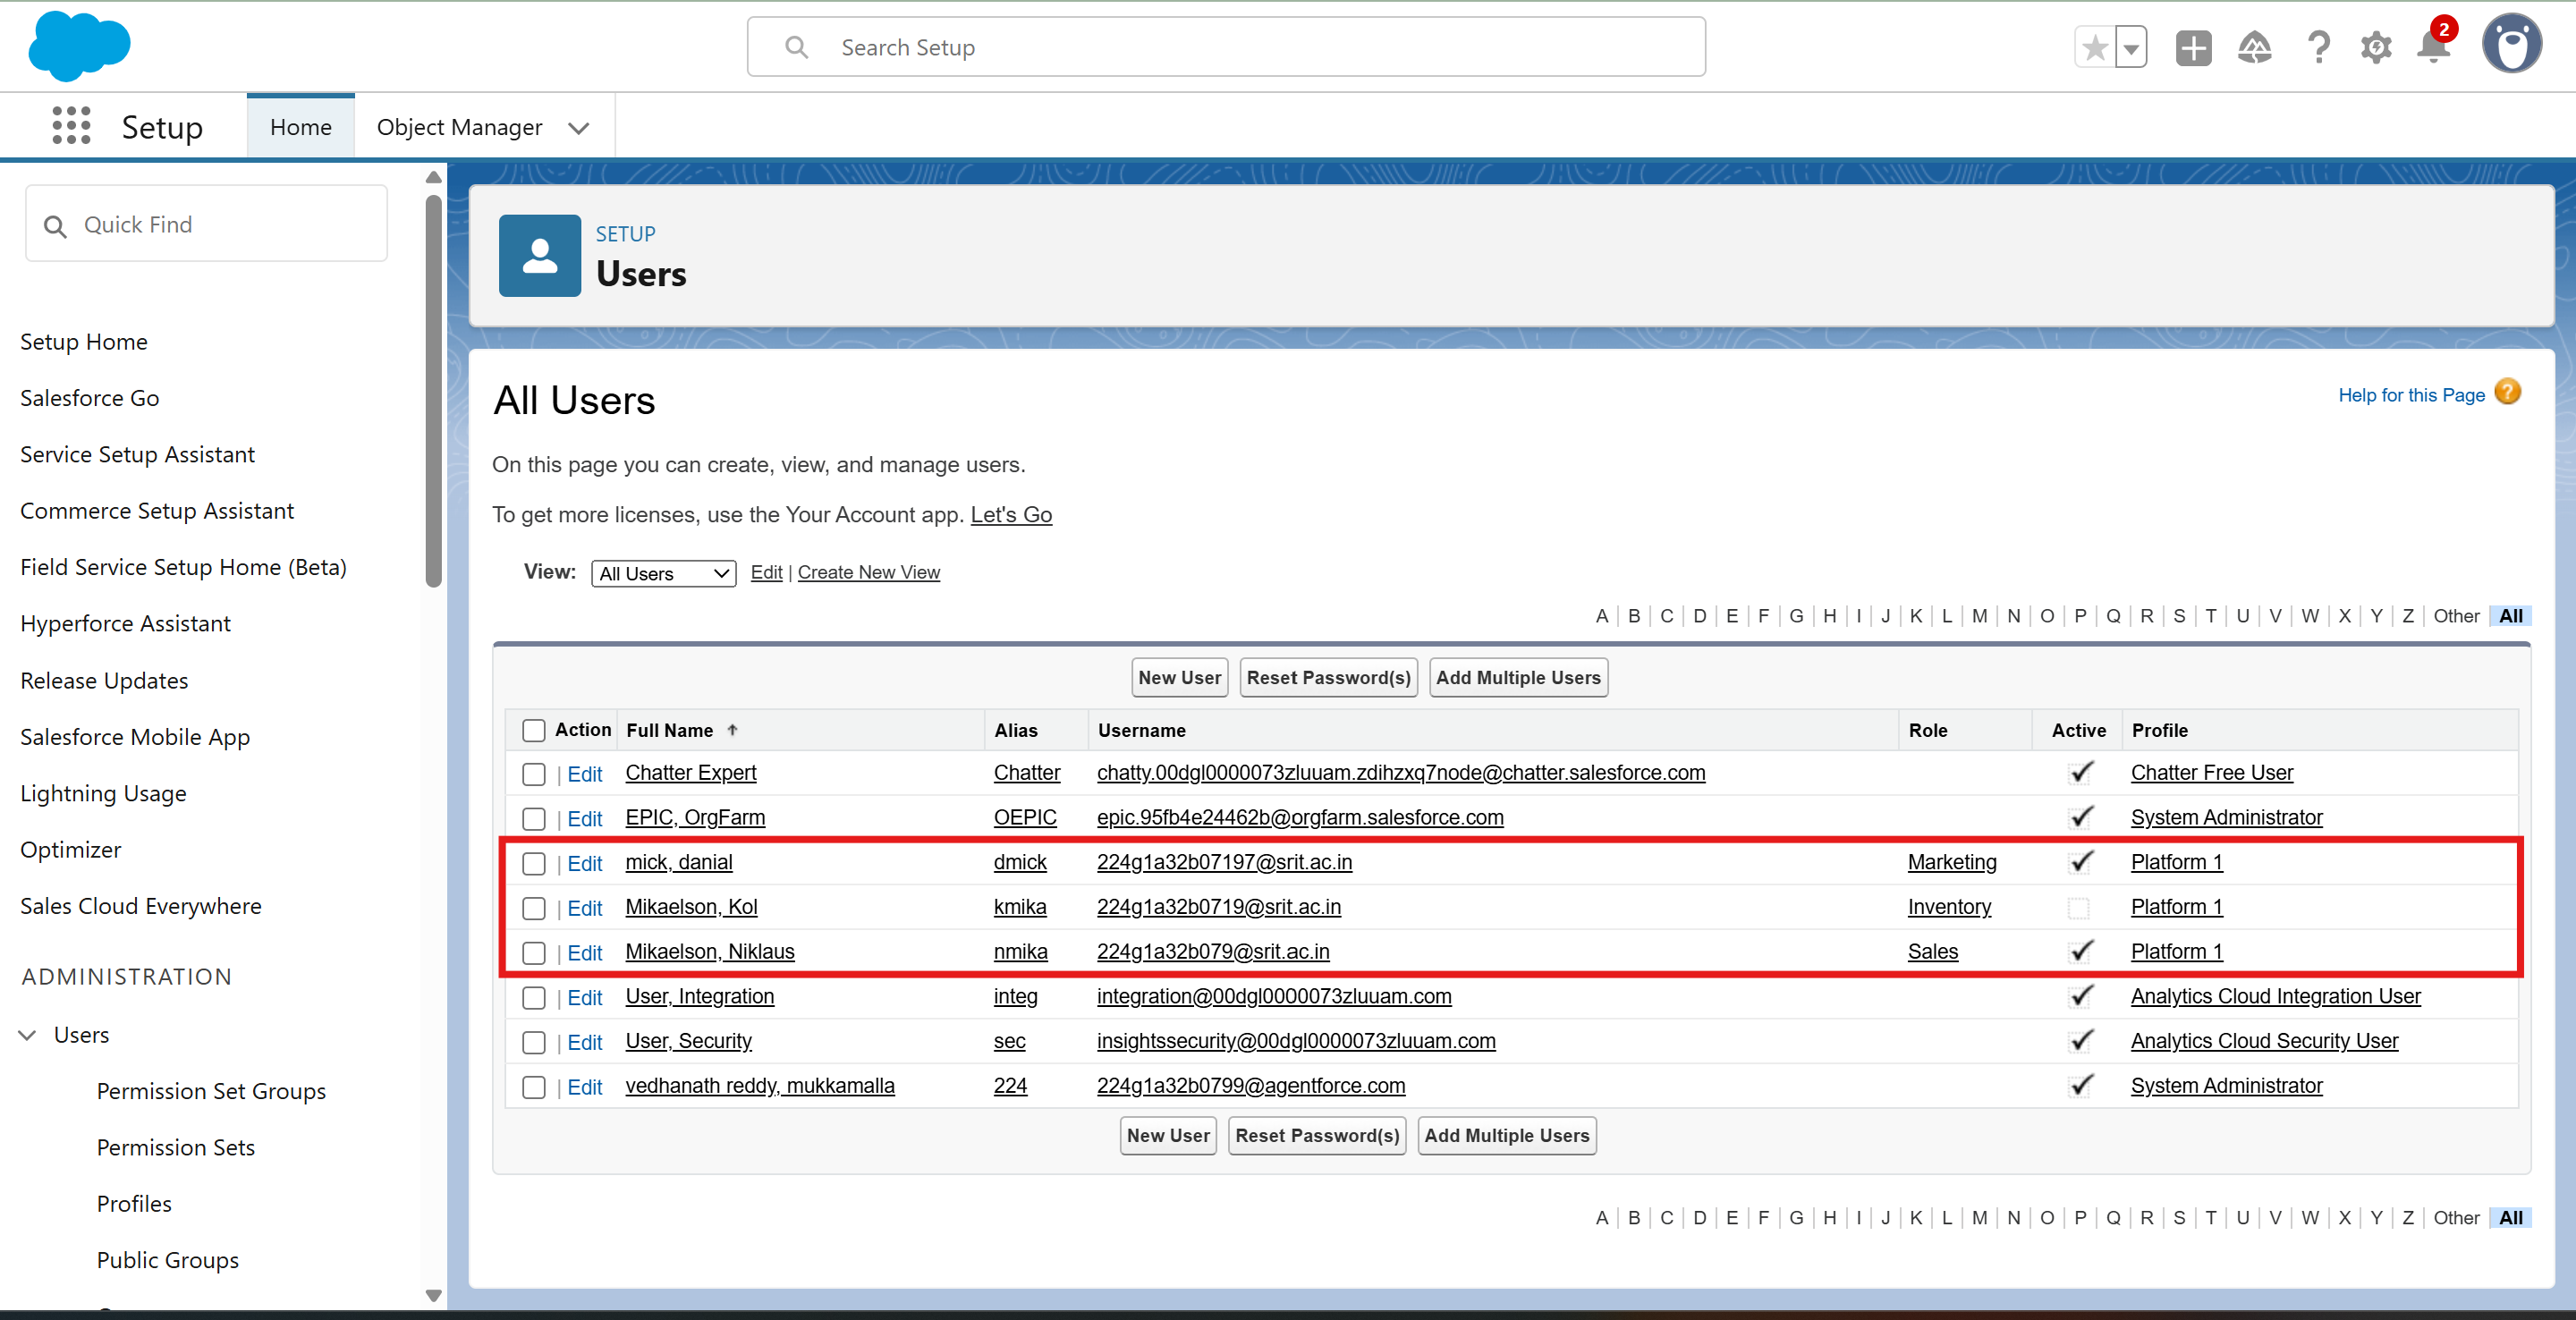 Search Setup
2
Setup
Home
Object Manager
Quick Find
Setup Home
Salesforce Go
Service Setup Assistant
Commerce Setup Assistant
Field Service Setup Home (Beta)
Hyperforce Assistant
Release Updates
Salesforce Mobile App
Lightning Usage
Optimizer
Sales Cloud Everywhere
ADMINISTRATION
Users
Permission Set Groups
Permission Sets
Profiles
Public Groups
SETUP
Users
All Users
Help for this Page ?
On this page you can create, view, and manage users.
To get more licenses, use the Your Account app. Let's Go
View: All Users Edit | Create New View
A | B | C | D | E | F | G | H | I | J | K | L | M | N | O | P | Q | R | S | T | U | V | W | X | Y | Z | Other | All
New User Reset Password(s) Add Multiple Users
Action Full Name ↑ Alias Username Role Active Profile
| Edit Chatter Expert Chatter chatty.00dgl0000073zluuam.zdihzxq7node@chatter.salesforce.com ✓ Chatter Free User
| Edit EPIC, OrgFarm OEPIC epic.95fb4e24462b@orgfarm.salesforce.com ✓ System Administrator
| Edit mick, danial dmick 224g1a32b07197@srit.ac.in Marketing ✓ Platform 1
| Edit Mikaelson, Kol kmika 224g1a32b0719@srit.ac.in Inventory Platform 1
| Edit Mikaelson, Niklaus nmika 224g1a32b079@srit.ac.in Sales ✓ Platform 1
| Edit User, Integration integ integration@00dgl0000073zluuam.com ✓ Analytics Cloud Integration User
| Edit User, Security sec insightssecurity@00dgl0000073zluuam.com ✓ Analytics Cloud Security User
| Edit vedhanath reddy, mukkamalla 224 224g1a32b0799@agentforce.com ✓ System Administrator
New User Reset Password(s) Add Multiple Users
A | B | C | D | E | F | G | H | I | J | K | L | M | N | O | P | Q | R | S | T | U | V | W | X | Y | Z | Other | All